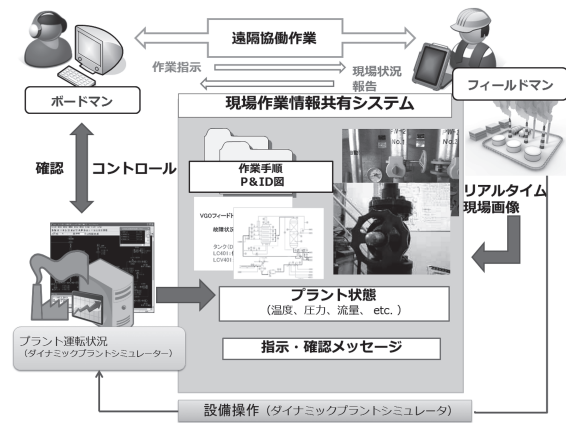 遠隔協働作業
作業指示
現場状況
報告
ボードマン
フィールドマン
現場作業情報共有システム
確認
コントロール
作業手順
P&ID図
No.1
VGOフィード
故障状況
タンク(D
LC401:
LCV401
リアルタイム
現場画像
プラント状態
（温度、圧力、流量、 etc. ）
プラント運転状況
（ダイナミックプラントシミュレーター）
指示・確認メッセージ
設備操作（ダイナミックプラントシミュレータ）